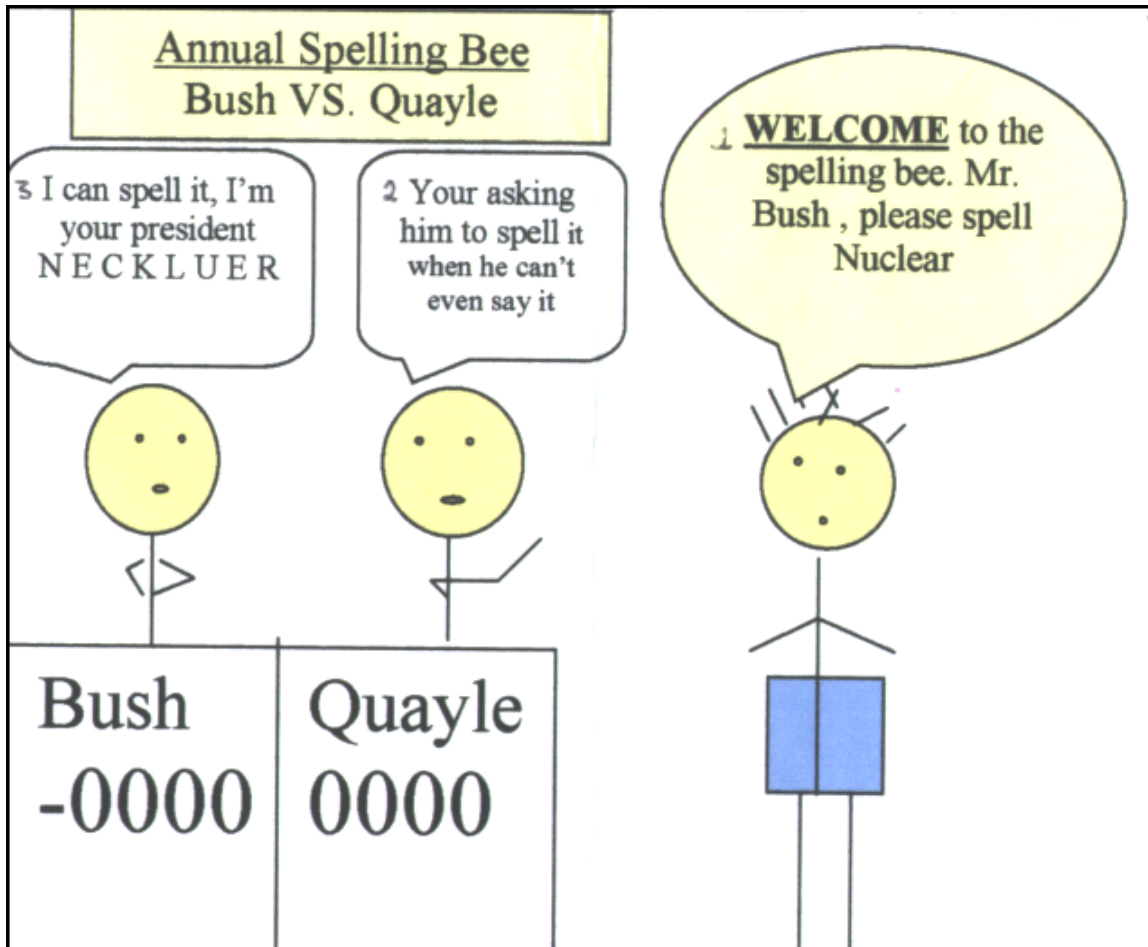 Annual Spelling Bee
Bush VS. Quayle
1 WELCOME to the
spelling bee. Mr.
Bush , please spell
Nuclear
2 Your asking
him to spell it
when he can't
even say it
3 I can spell it, I'm
your president
N E C K L U E R
Bush
-0000
Quayle
0000